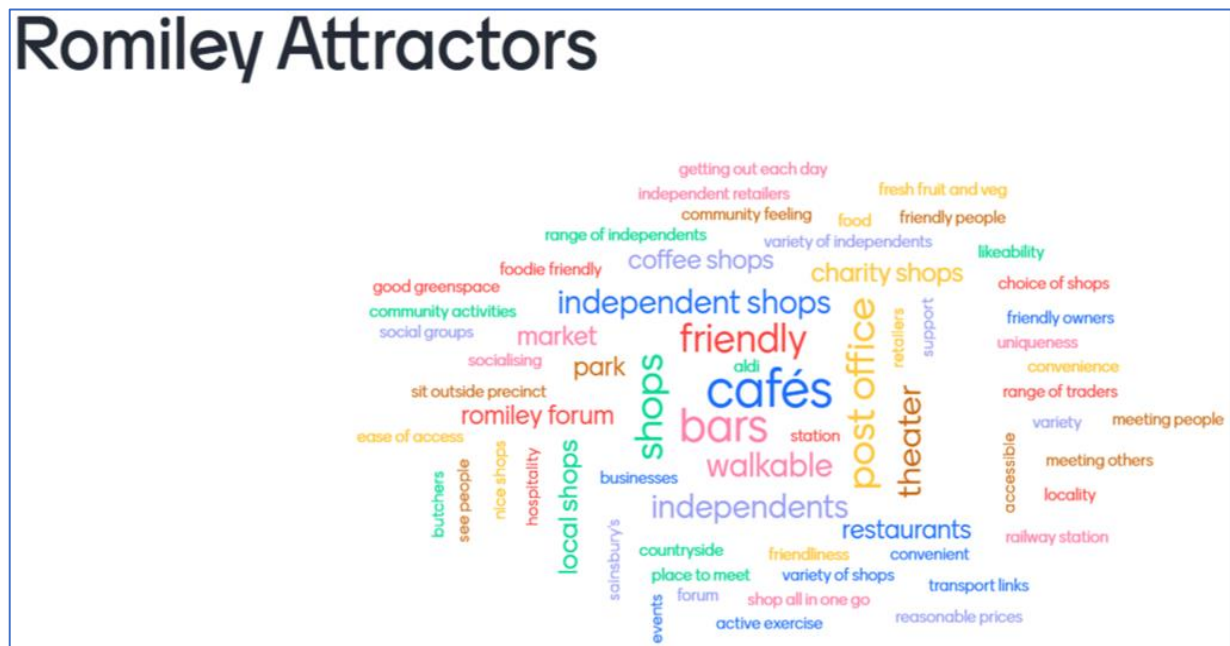 Romiley Attractors
getting out each day
independent retailers
fresh fruit and veg
community feeling
food
friendly people
range of independents
variety of independents
likeability
coffee shops
foodie friendly
charity shops
good greenspace
choice of shops
independent shops
community activities
friendly owners
social groups
market
friendly
post office
retailers
support
uniqueness
socialising
park
shops
aldi
cafés
convenience
sit outside precinct
range of traders
romiley forum
bars
theater
variety
meeting people
ease of access
station
walkable
accessible
meeting others
butchers
see people
nice shops
hospitality
local shops
businesses
locality
independents
sainsbury's
restaurants
railway station
countryside
friendliness
convenient
place to meet
variety of shops
transport links
events
forum
shop all in one go
reasonable prices
active exercise